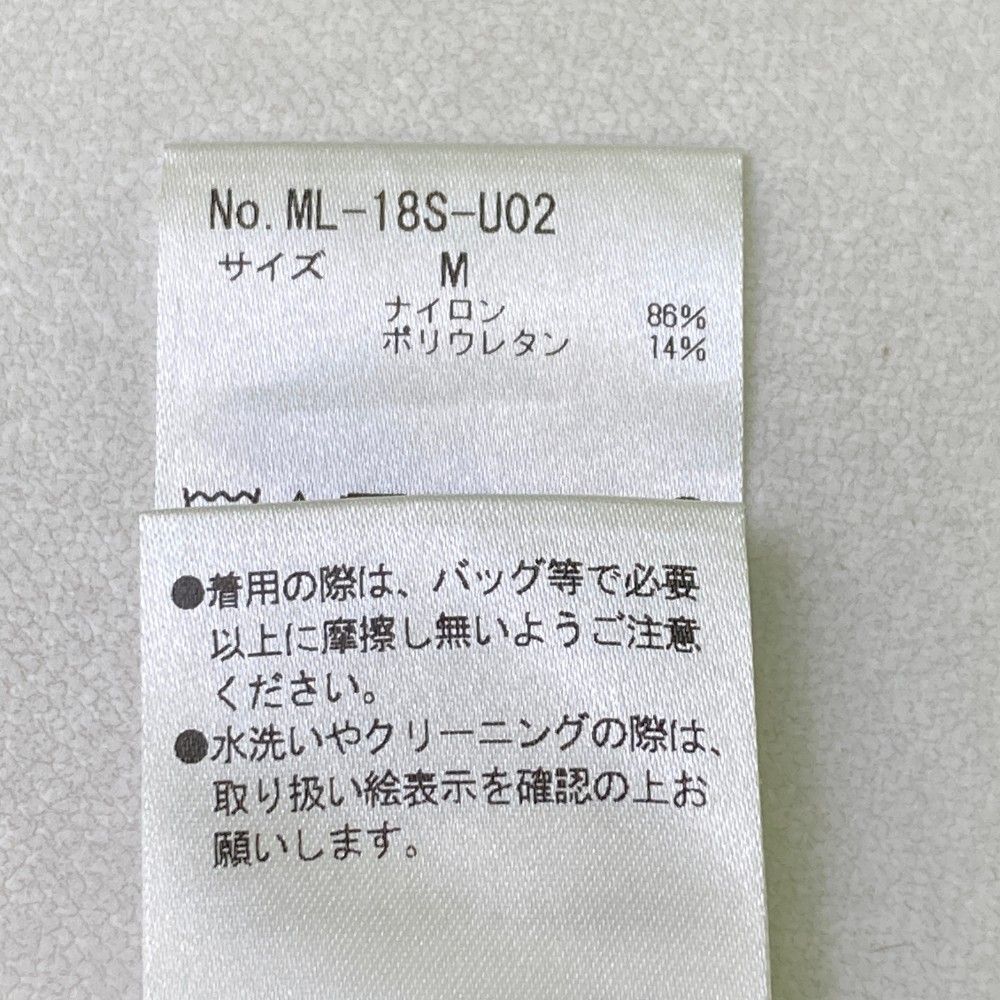 No. ML-18S-U02
サイズ M
ナイロン 86%
ポリウレタン 14%
●着用の際は、バッグ等で必要
以上に摩擦し無いようご注意
ください。
●水洗いやクリーニングの際は、
取り扱い絵表示を確認の上お
願いします。